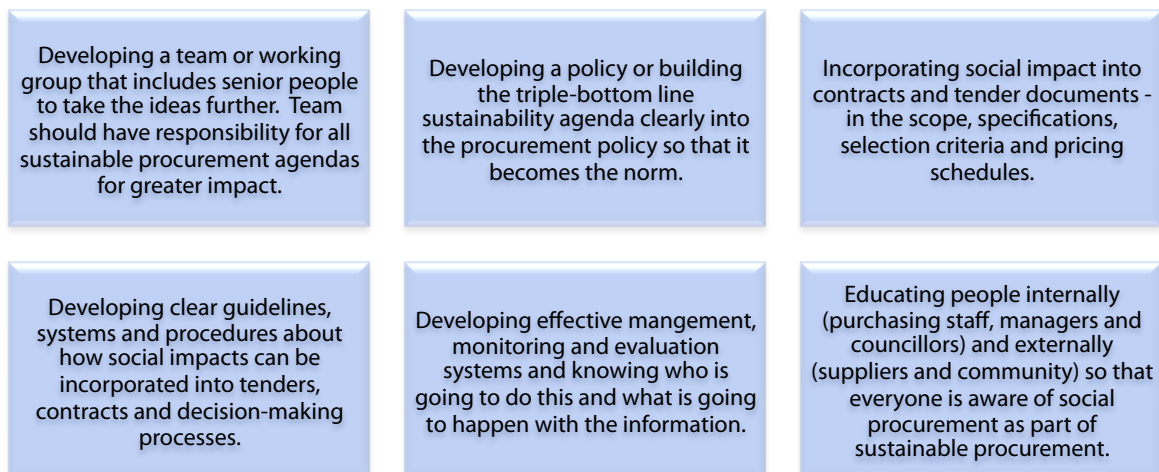 Developing a team or working
group that includes senior people
to take the ideas further.  Team
should have responsibility for all
sustainable procurement agendas
for greater impact.
Developing a policy or building
the triple-bottom line
sustainability agenda clearly into
the procurement policy so that it
becomes the norm.
Incorporating social impact into
contracts and tender documents -
in the scope, specifications,
selection criteria and pricing
schedules.
Developing clear guidelines,
systems and procedures about
how social impacts can be
incorporated into tenders,
contracts and decision-making
processes.
Developing effective mangement,
monitoring and evaluation
systems and knowing who is
going to do this and what is going
to happen with the information.
Educating people internally
(purchasing staff, managers and
councillors) and externally
(suppliers and community) so that
everyone is aware of social
procurement as part of
sustainable procurement.